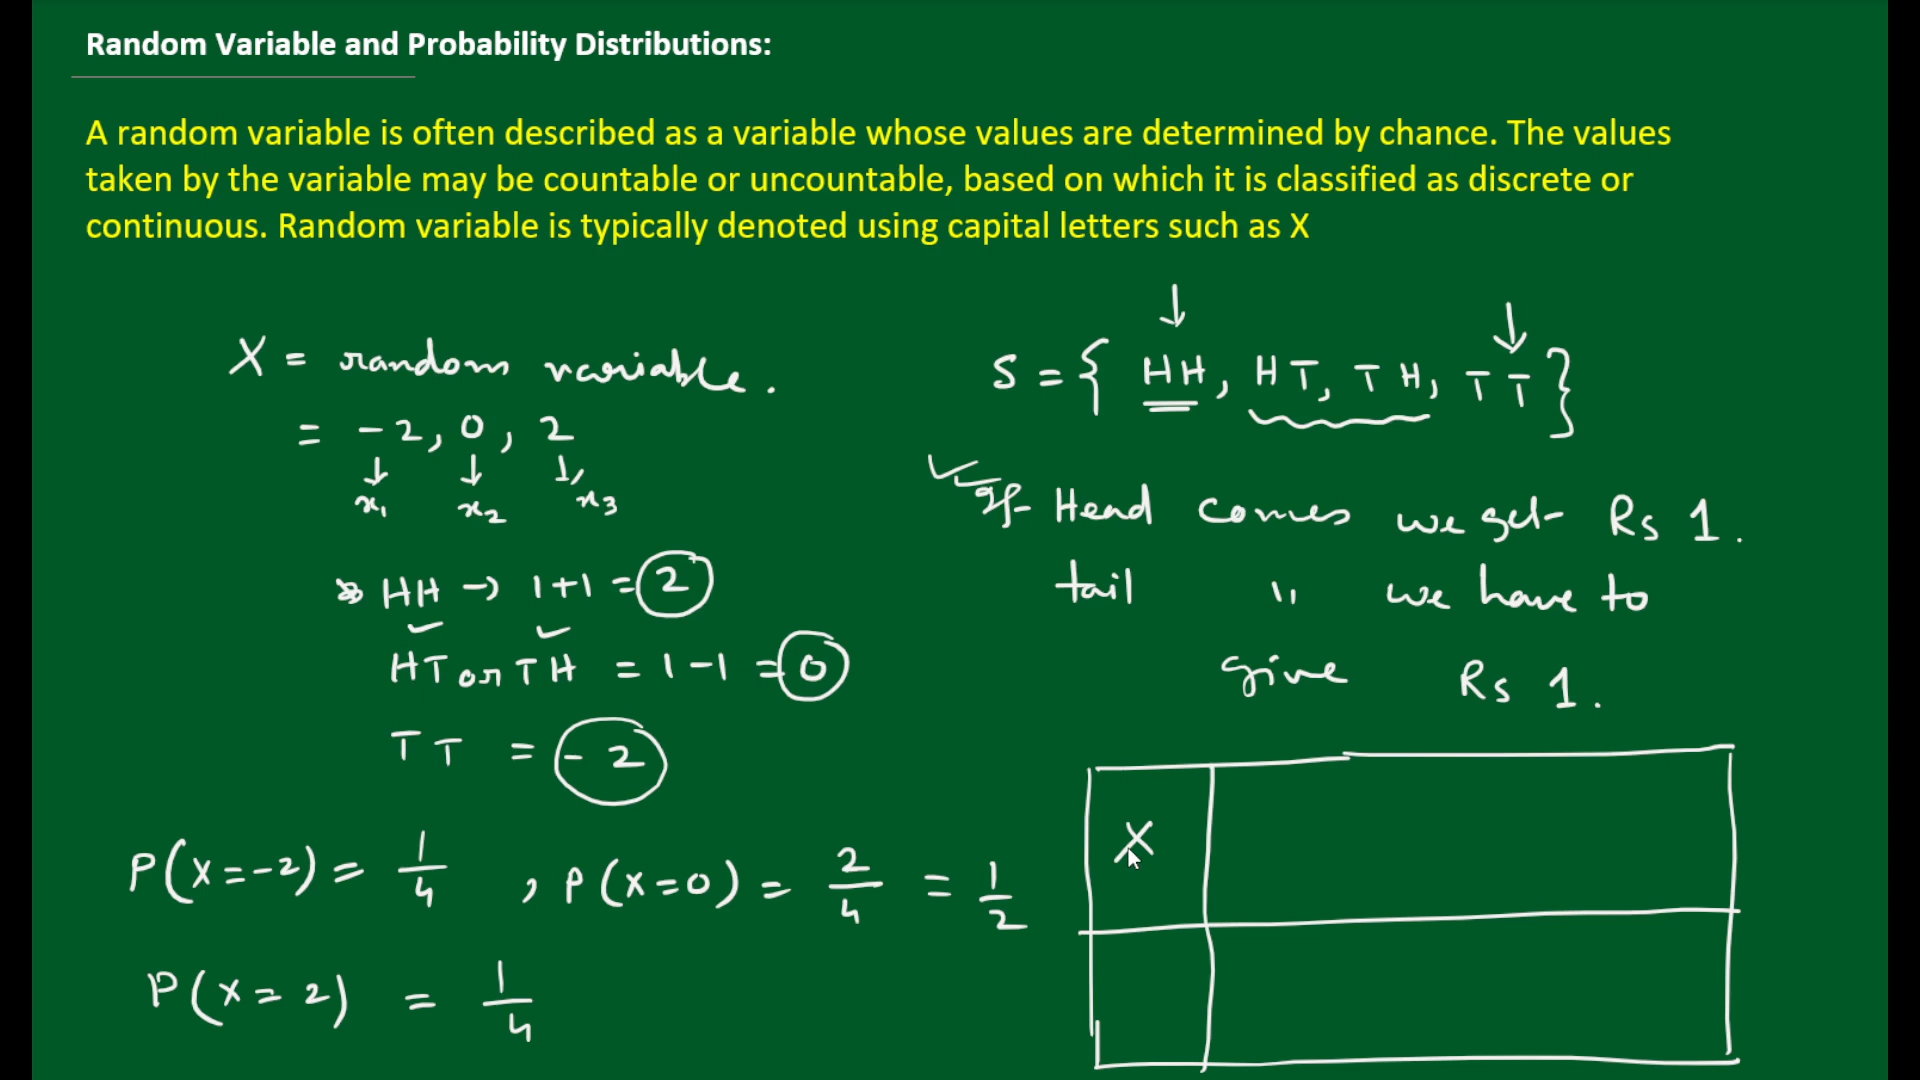 Random Variable and Probability Distributions:
A random variable is often described as a variable whose values are determined by chance. The values
taken by the variable may be countable or uncountable, based on which it is classified as discrete or
continuous. Random variable is typically denoted using capital letters such as X
X = random variable.
= -2, 0, 2
x₁ x₂ x₃
HH → 1+1 = 2
HT or TH = 1-1 = 0
TT = -2
P(X=-2) = 1/4 , P(X=0) = 2/4 = 1/2
P(X=2) = 1/4
S = { HH, HT, TH, TT }
If Head comes we get Rs 1.
tail " we have to
give Rs 1.
X